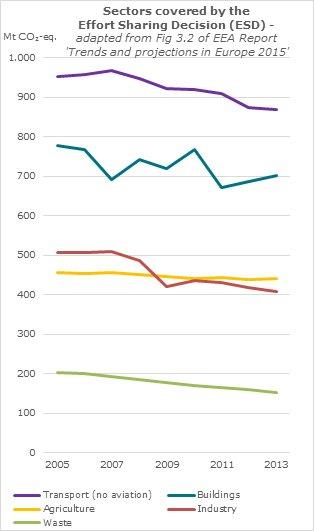 Sectors covered by the
Effort Sharing Decision (ESD) -
Mt CO₂-eq.
adapted from Fig 3.2 of EEA Report
'Trends and projections in Europe 2015'
1.000
900
800
700
600
500
400
300
200
100
0
2005 2007 2009 2011 2013
Transport (no aviation) Buildings
Agriculture Industry
Waste